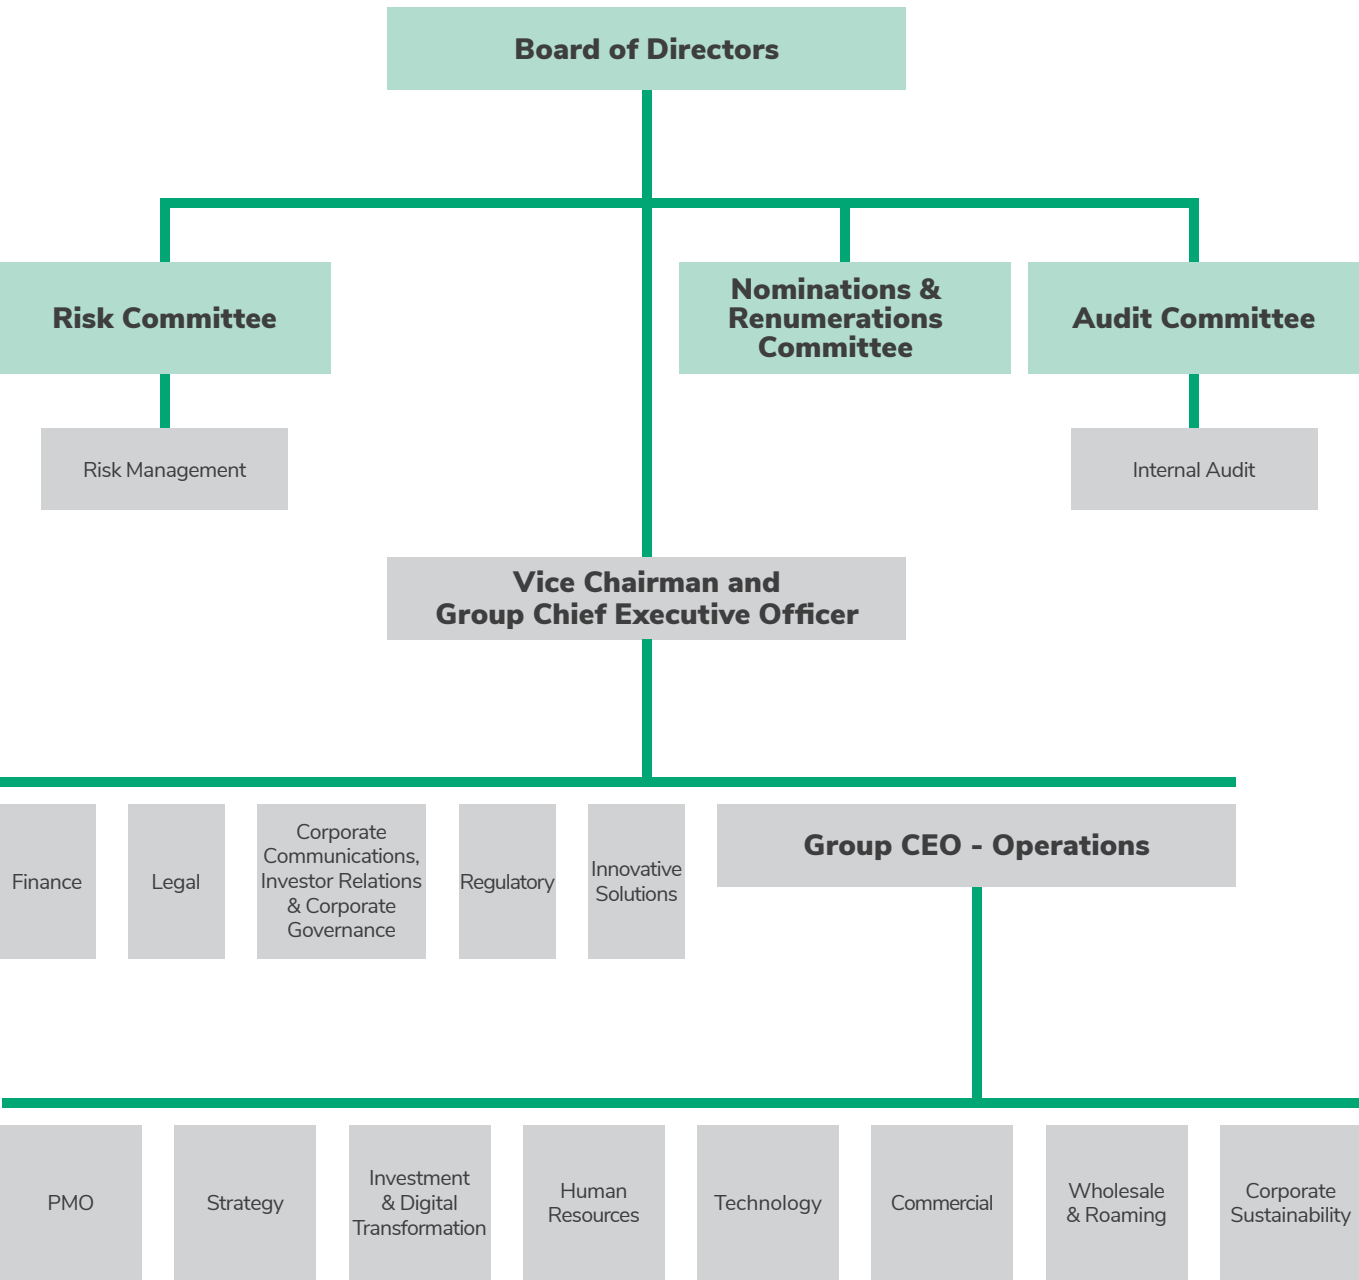 Board of Directors
Risk Committee
Nominations &
Renumerations
Committee
Audit Committee
Risk Management
Internal Audit
Vice Chairman and
Group Chief Executive Officer
Finance
Legal
Corporate
Communications,
Investor Relations
& Corporate
Governance
Regulatory
Innovative
Solutions
Group CEO - Operations
PMO
Strategy
Investment
& Digital
Transformation
Human
Resources
Technology
Commercial
Wholesale
& Roaming
Corporate
Sustainability